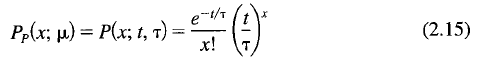 P_P(x; μ) = P(x; t, τ) = \frac{e^{-t/τ}}{x!} \left( \frac{t}{τ} \right)^x (2.15)